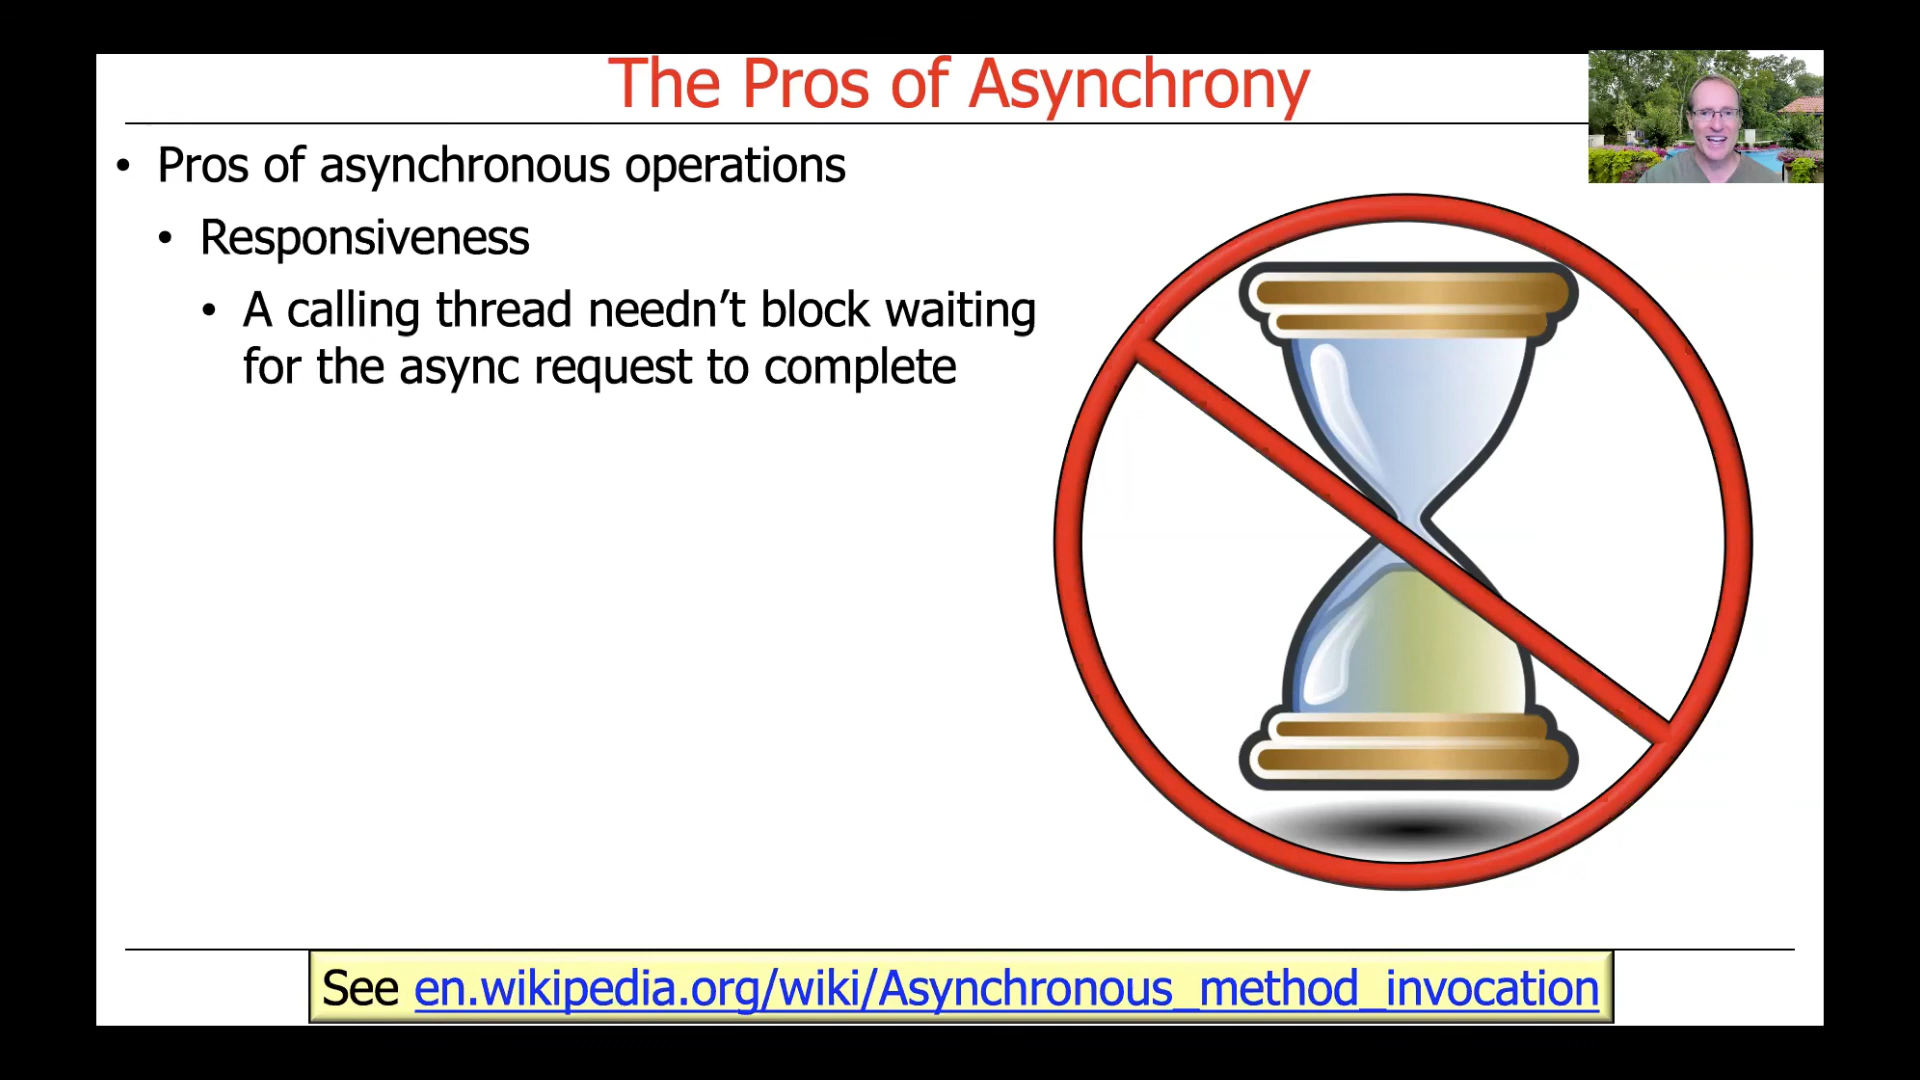 The Pros of Asynchrony
• Pros of asynchronous operations
• Responsiveness
• A calling thread needn’t block waiting
for the async request to complete
See en.wikipedia.org/wiki/Asynchronous_method_invocation